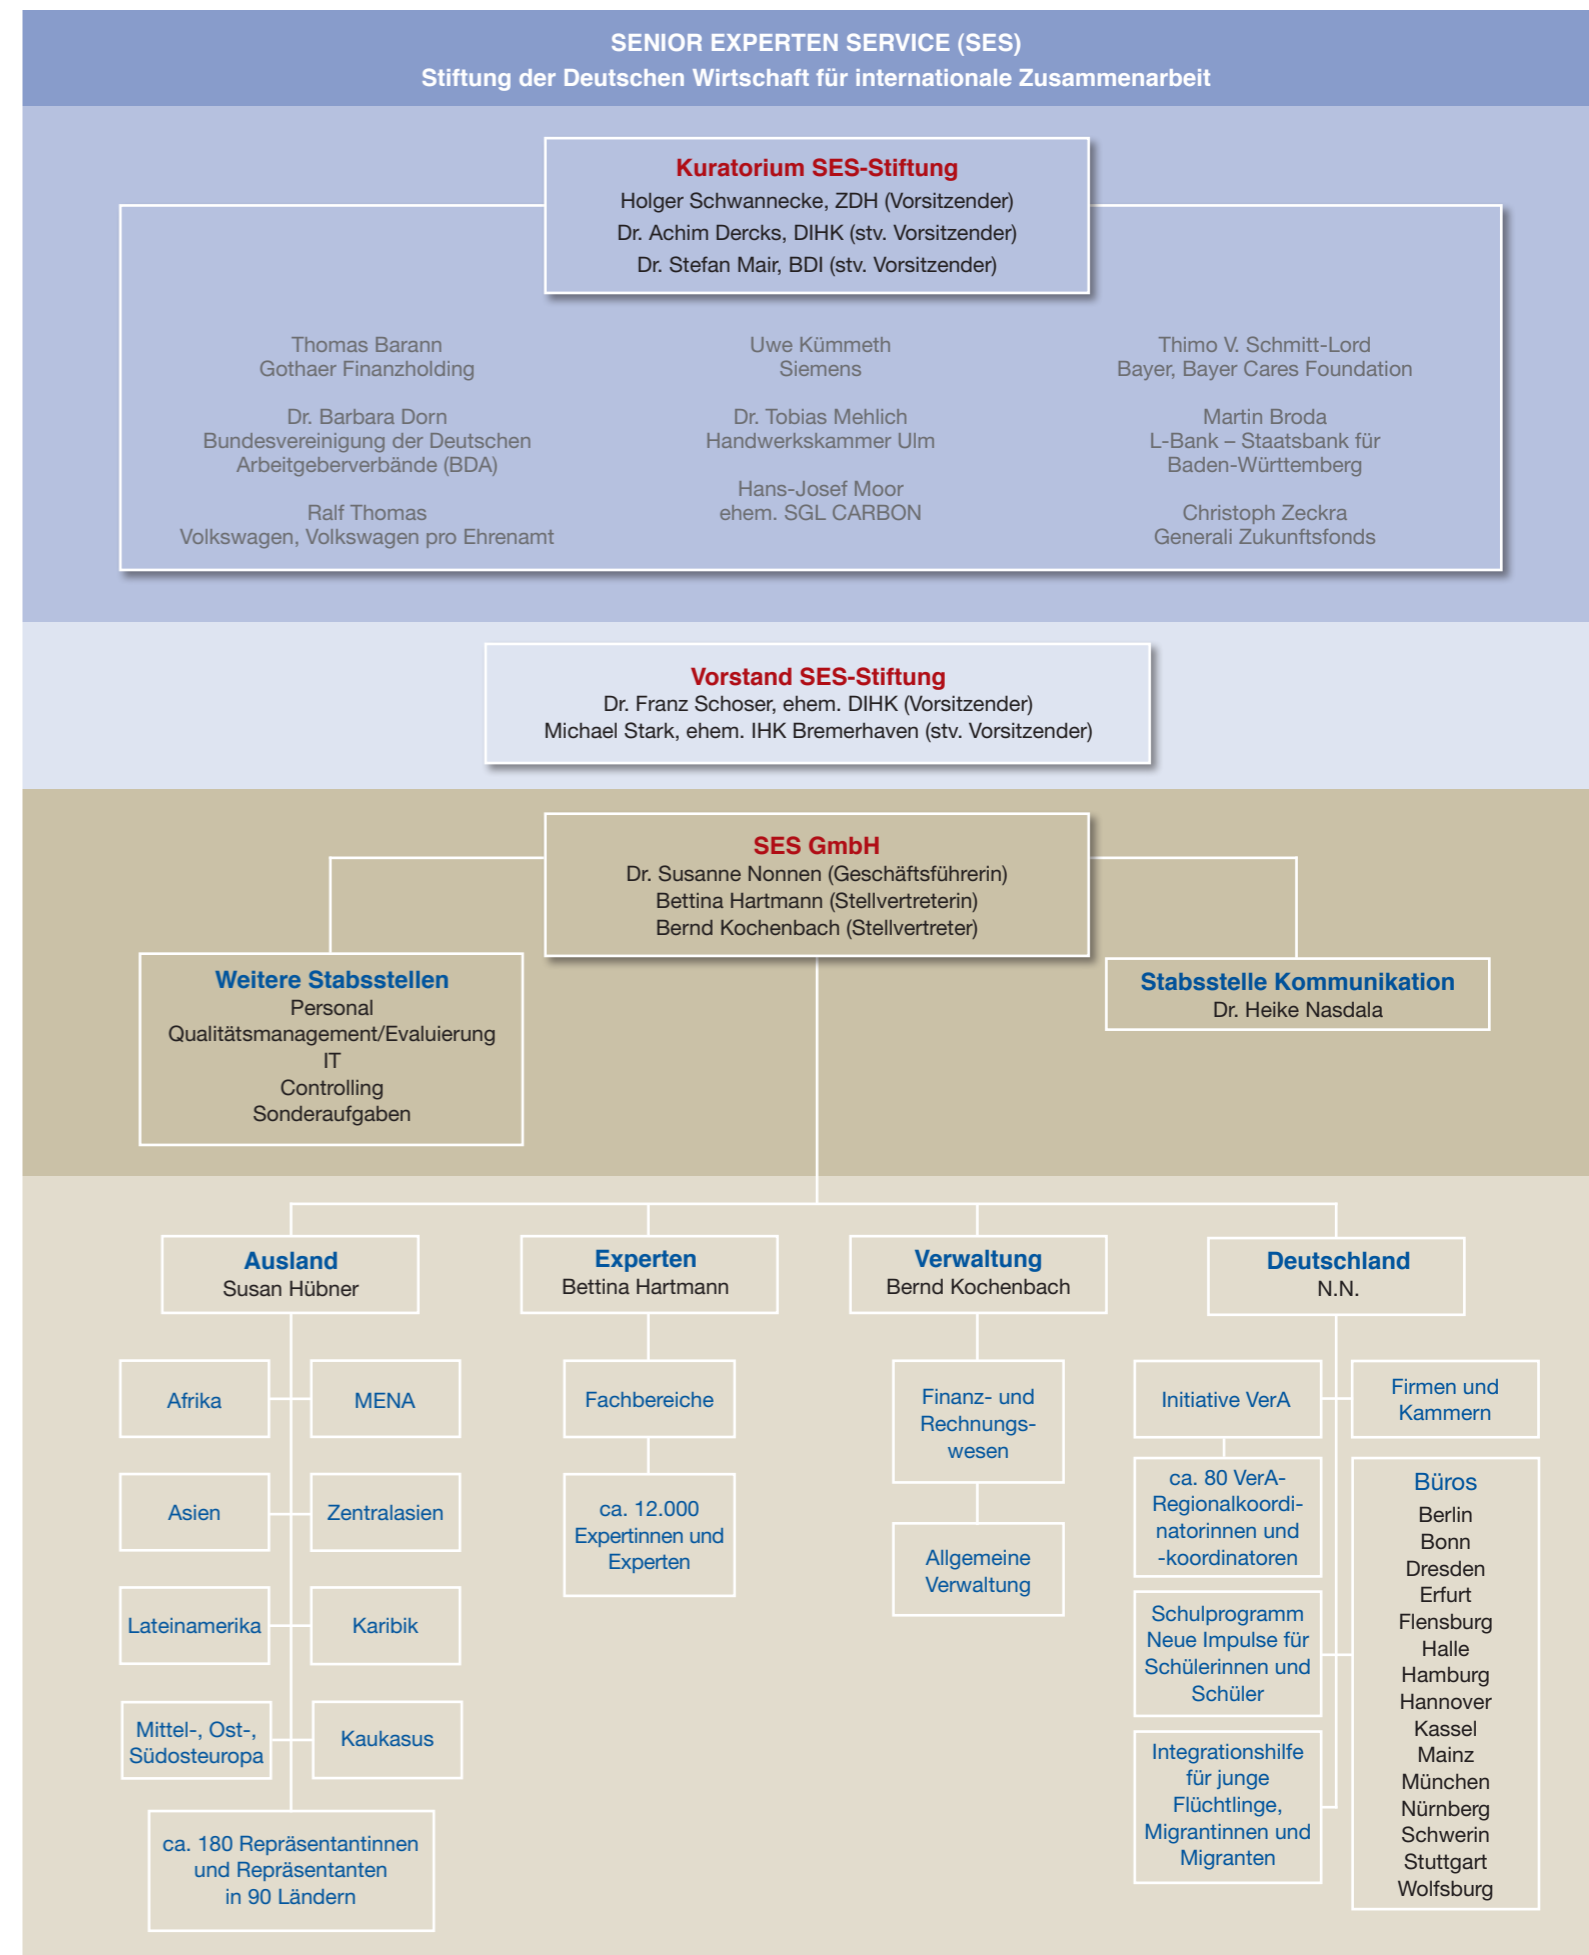 SENIOR EXPERTEN SERVICE (SES)
Stiftung der Deutschen Wirtschaft für internationale Zusammenarbeit
Kuratorium SES-Stiftung
Holger Schwannecke, ZDH (Vorsitzender)
Dr. Achim Dercks, DIHK (stv. Vorsitzender)
Dr. Stefan Mair, BDI (stv. Vorsitzender)
Thomas Barann
Gothaer Finanzholding
Dr. Barbara Dorn
Bundesvereinigung der Deutschen
Arbeitgeberverbände (BDA)
Ralf Thomas
Volkswagen, Volkswagen pro Ehrenamt
Uwe Kümmeth
Siemens
Dr. Tobias Mehlich
Handwerkskammer Ulm
Hans-Josef Moor
ehem. SGL CARBON
Thimo V. Schmitt-Lord
Bayer, Bayer Cares Foundation
Martin Broda
L-Bank – Staatsbank für
Baden-Württemberg
Christoph Zeckra
Generali Zukunftsfonds
Vorstand SES-Stiftung
Dr. Franz Schoser, ehem. DIHK (Vorsitzender)
Michael Stark, ehem. IHK Bremerhaven (stv. Vorsitzender)
SES GmbH
Dr. Susanne Nonnen (Geschäftsführerin)
Bettina Hartmann (Stellvertreterin)
Bernd Kochenbach (Stellvertreter)
Weitere Stabsstellen
Personal
Qualitätsmanagement/Evaluierung
IT
Controlling
Sonderaufgaben
Stabsstelle Kommunikation
Dr. Heike Nasdala
Ausland
Susan Hübner
Afrika
MENA
Asien
Zentralasien
Lateinamerika
Karibik
Mittel-, Ost-,
Südosteuropa
Kaukasus
ca. 180 Repräsentantinnen
und Repräsentanten
in 90 Ländern
Experten
Bettina Hartmann
Fachbereiche
ca. 12.000
Expertinnen und
Experten
Verwaltung
Bernd Kochenbach
Finanz- und
Rechnungs-
wesen
Allgemeine
Verwaltung
Deutschland
N.N.
Initiative VerA
Firmen und
Kammern
ca. 80 VerA-
Regionalkoordi-
natorinnen und
-koordinatoren
Schulprogramm
Neue Impulse für
Schülerinnen und
Schüler
Integrationshilfe
für junge
Flüchtlinge,
Migrantinnen und
Migranten
Büros
Berlin
Bonn
Dresden
Erfurt
Flensburg
Halle
Hamburg
Hannover
Kassel
Mainz
München
Nürnberg
Schwerin
Stuttgart
Wolfsburg